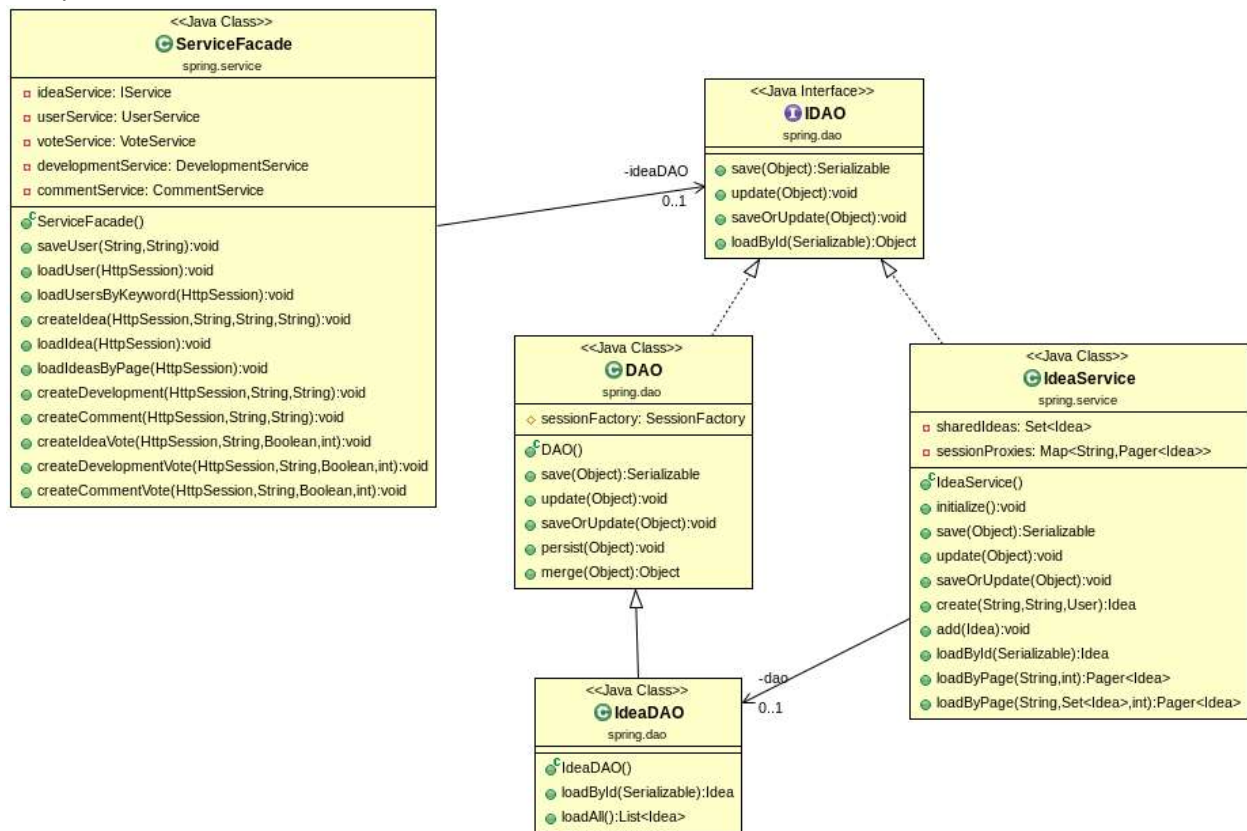 <<Java Class>>
ServiceFacade
spring.service
ideaService: IService
userService: UserService
voteService: VoteService
developmentService: DevelopmentService
commentService: CommentService
ServiceFacade()
saveUser(String,String):void
loadUser(HttpSession):void
loadUsersByKeyword(HttpSession):void
createIdea(HttpSession,String,String,String):void
loadIdea(HttpSession):void
loadIdeasByPage(HttpSession):void
createDevelopment(HttpSession,String,String):void
createComment(HttpSession,String,String):void
createIdeaVote(HttpSession,String,Boolean,int):void
createDevelopmentVote(HttpSession,String,Boolean,int):void
createCommentVote(HttpSession,String,Boolean,int):void
-ideaDAO
0..1
<<Java Interface>>
IDAO
spring.dao
save(Object):Serializable
update(Object):void
saveOrUpdate(Object):void
loadById(Serializable):Object
<<Java Class>>
DAO
spring.dao
sessionFactory: SessionFactory
DAO()
save(Object):Serializable
update(Object):void
saveOrUpdate(Object):void
persist(Object):void
merge(Object):Object
<<Java Class>>
IdeaService
spring.service
sharedIdeas: Set<Idea>
sessionProxies: Map<String,Pager<Idea>>
IdeaService()
initialize():void
save(Object):Serializable
update(Object):void
saveOrUpdate(Object):void
create(String,String,User):Idea
add(Idea):void
loadById(Serializable):Idea
loadByPage(String,int):Pager<Idea>
loadByPage(String,Set<Idea>,int):Pager<Idea>
-dao
0..1
<<Java Class>>
IdeaDAO
spring.dao
IdeaDAO()
loadById(Serializable):Idea
loadAll():List<Idea>